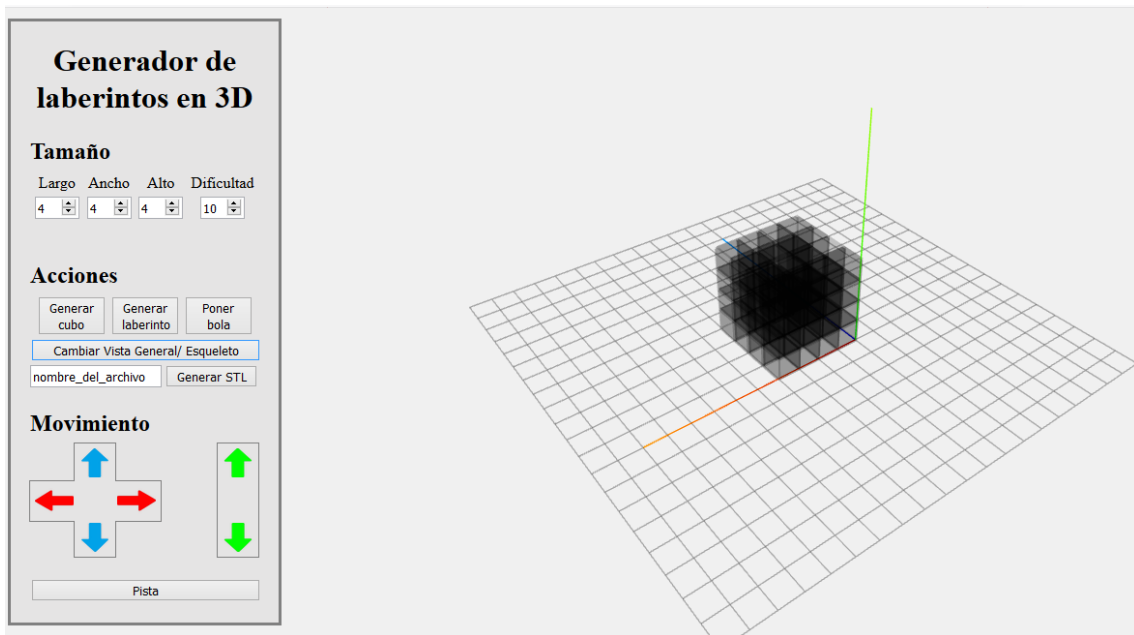 Generador de
laberintos en 3D
Tamaño
Largo Ancho Alto Dificultad
4 4 4 10
Acciones
Generar cubo
Generar laberinto
Poner bola
Cambiar Vista General/ Esqueleto
nombre_del_archivo Generar STL
Movimiento
Pista